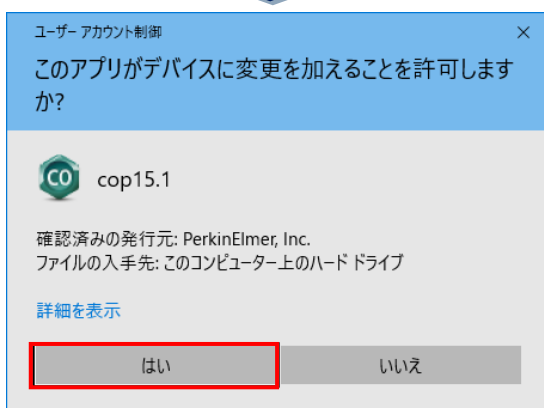 ユーザー アカウント制御
×
このアプリがデバイスに変更を加えることを許可します
か?
CO
cop15.1
確認済みの発行元: PerkinElmer, Inc.
ファイルの入手先: このコンピューター上のハード ドライブ
詳細を表示
はい いいえ